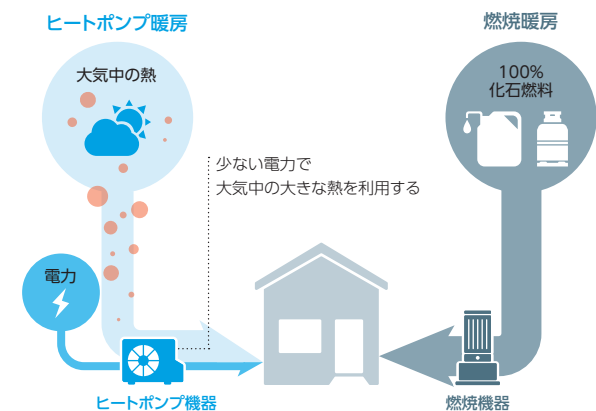 ヒートポンプ暖房
燃焼暖房
大気中の熱
100%
化石燃料
少ない電力で
大気中の大きな熱を利用する
電力
ヒートポンプ機器
燃焼機器